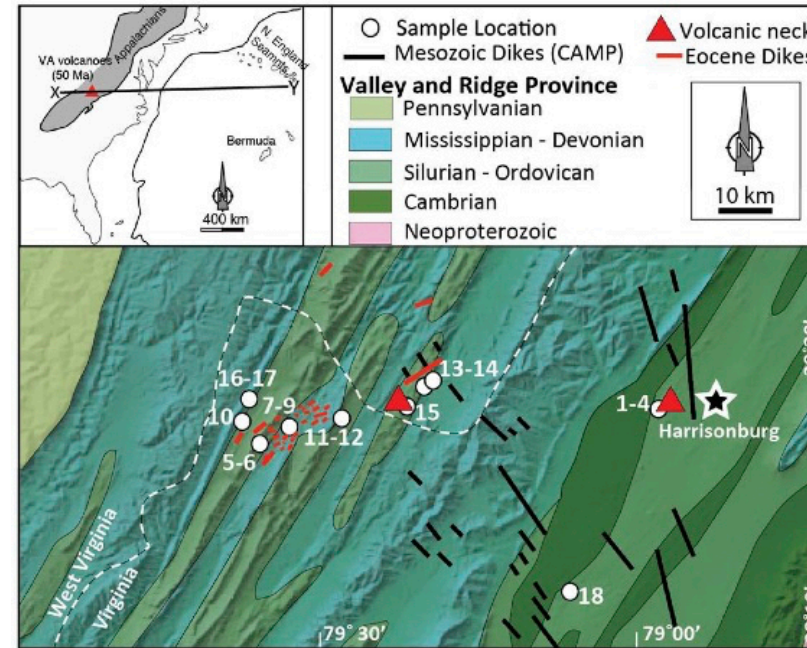 VA volcanoes
(50 Ma)
Appalachians
N. England
Seamounts
X
Y
Bermuda
N
400 km
Sample Location
Volcanic neck
Mesozoic Dikes (CAMP)
Eocene Dikes
Valley and Ridge Province
Pennsylvanian
Mississippian - Devonian
Silurian - Ordovican
Cambrian
Neoproterozoic
N
10 km
13-14
16-17
7-9
10
15
1-4
11-12
Harrisonburg
5-6
West Virginia
Virginia
18
79° 30’
79° 00’